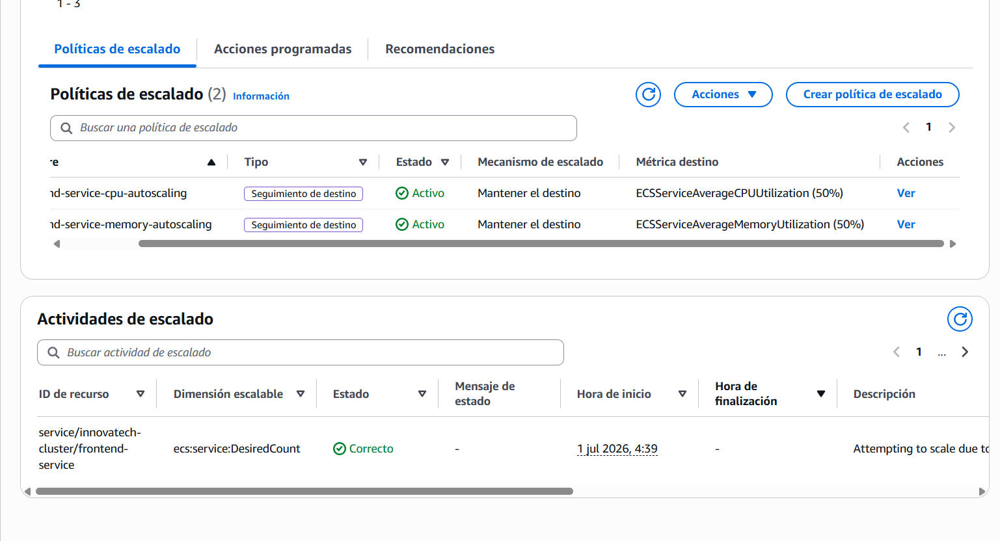 1 - 3
Políticas de escalado
Acciones programadas
Recomendaciones
Políticas de escalado (2) Información
Acciones
Crear política de escalado
Buscar una política de escalado
1
re
Tipo
Estado
Mecanismo de escalado
Métrica destino
Acciones
nd-service-cpu-autoscaling
Seguimiento de destino
Activo
Mantener el destino
ECSServiceAverageCPUUtilization (50%)
Ver
nd-service-memory-autoscaling
Seguimiento de destino
Activo
Mantener el destino
ECSServiceAverageMemoryUtilization (50%)
Ver
Actividades de escalado
Buscar actividad de escalado
1 ...
ID de recurso
Dimensión escalable
Estado
Mensaje de
estado
Hora de inicio
Hora de
finalización
Descripción
service/innovatech-
cluster/frontend-
service
ecs:service:DesiredCount
Correcto
-
1 jul 2026, 4:39
-
Attempting to scale due to